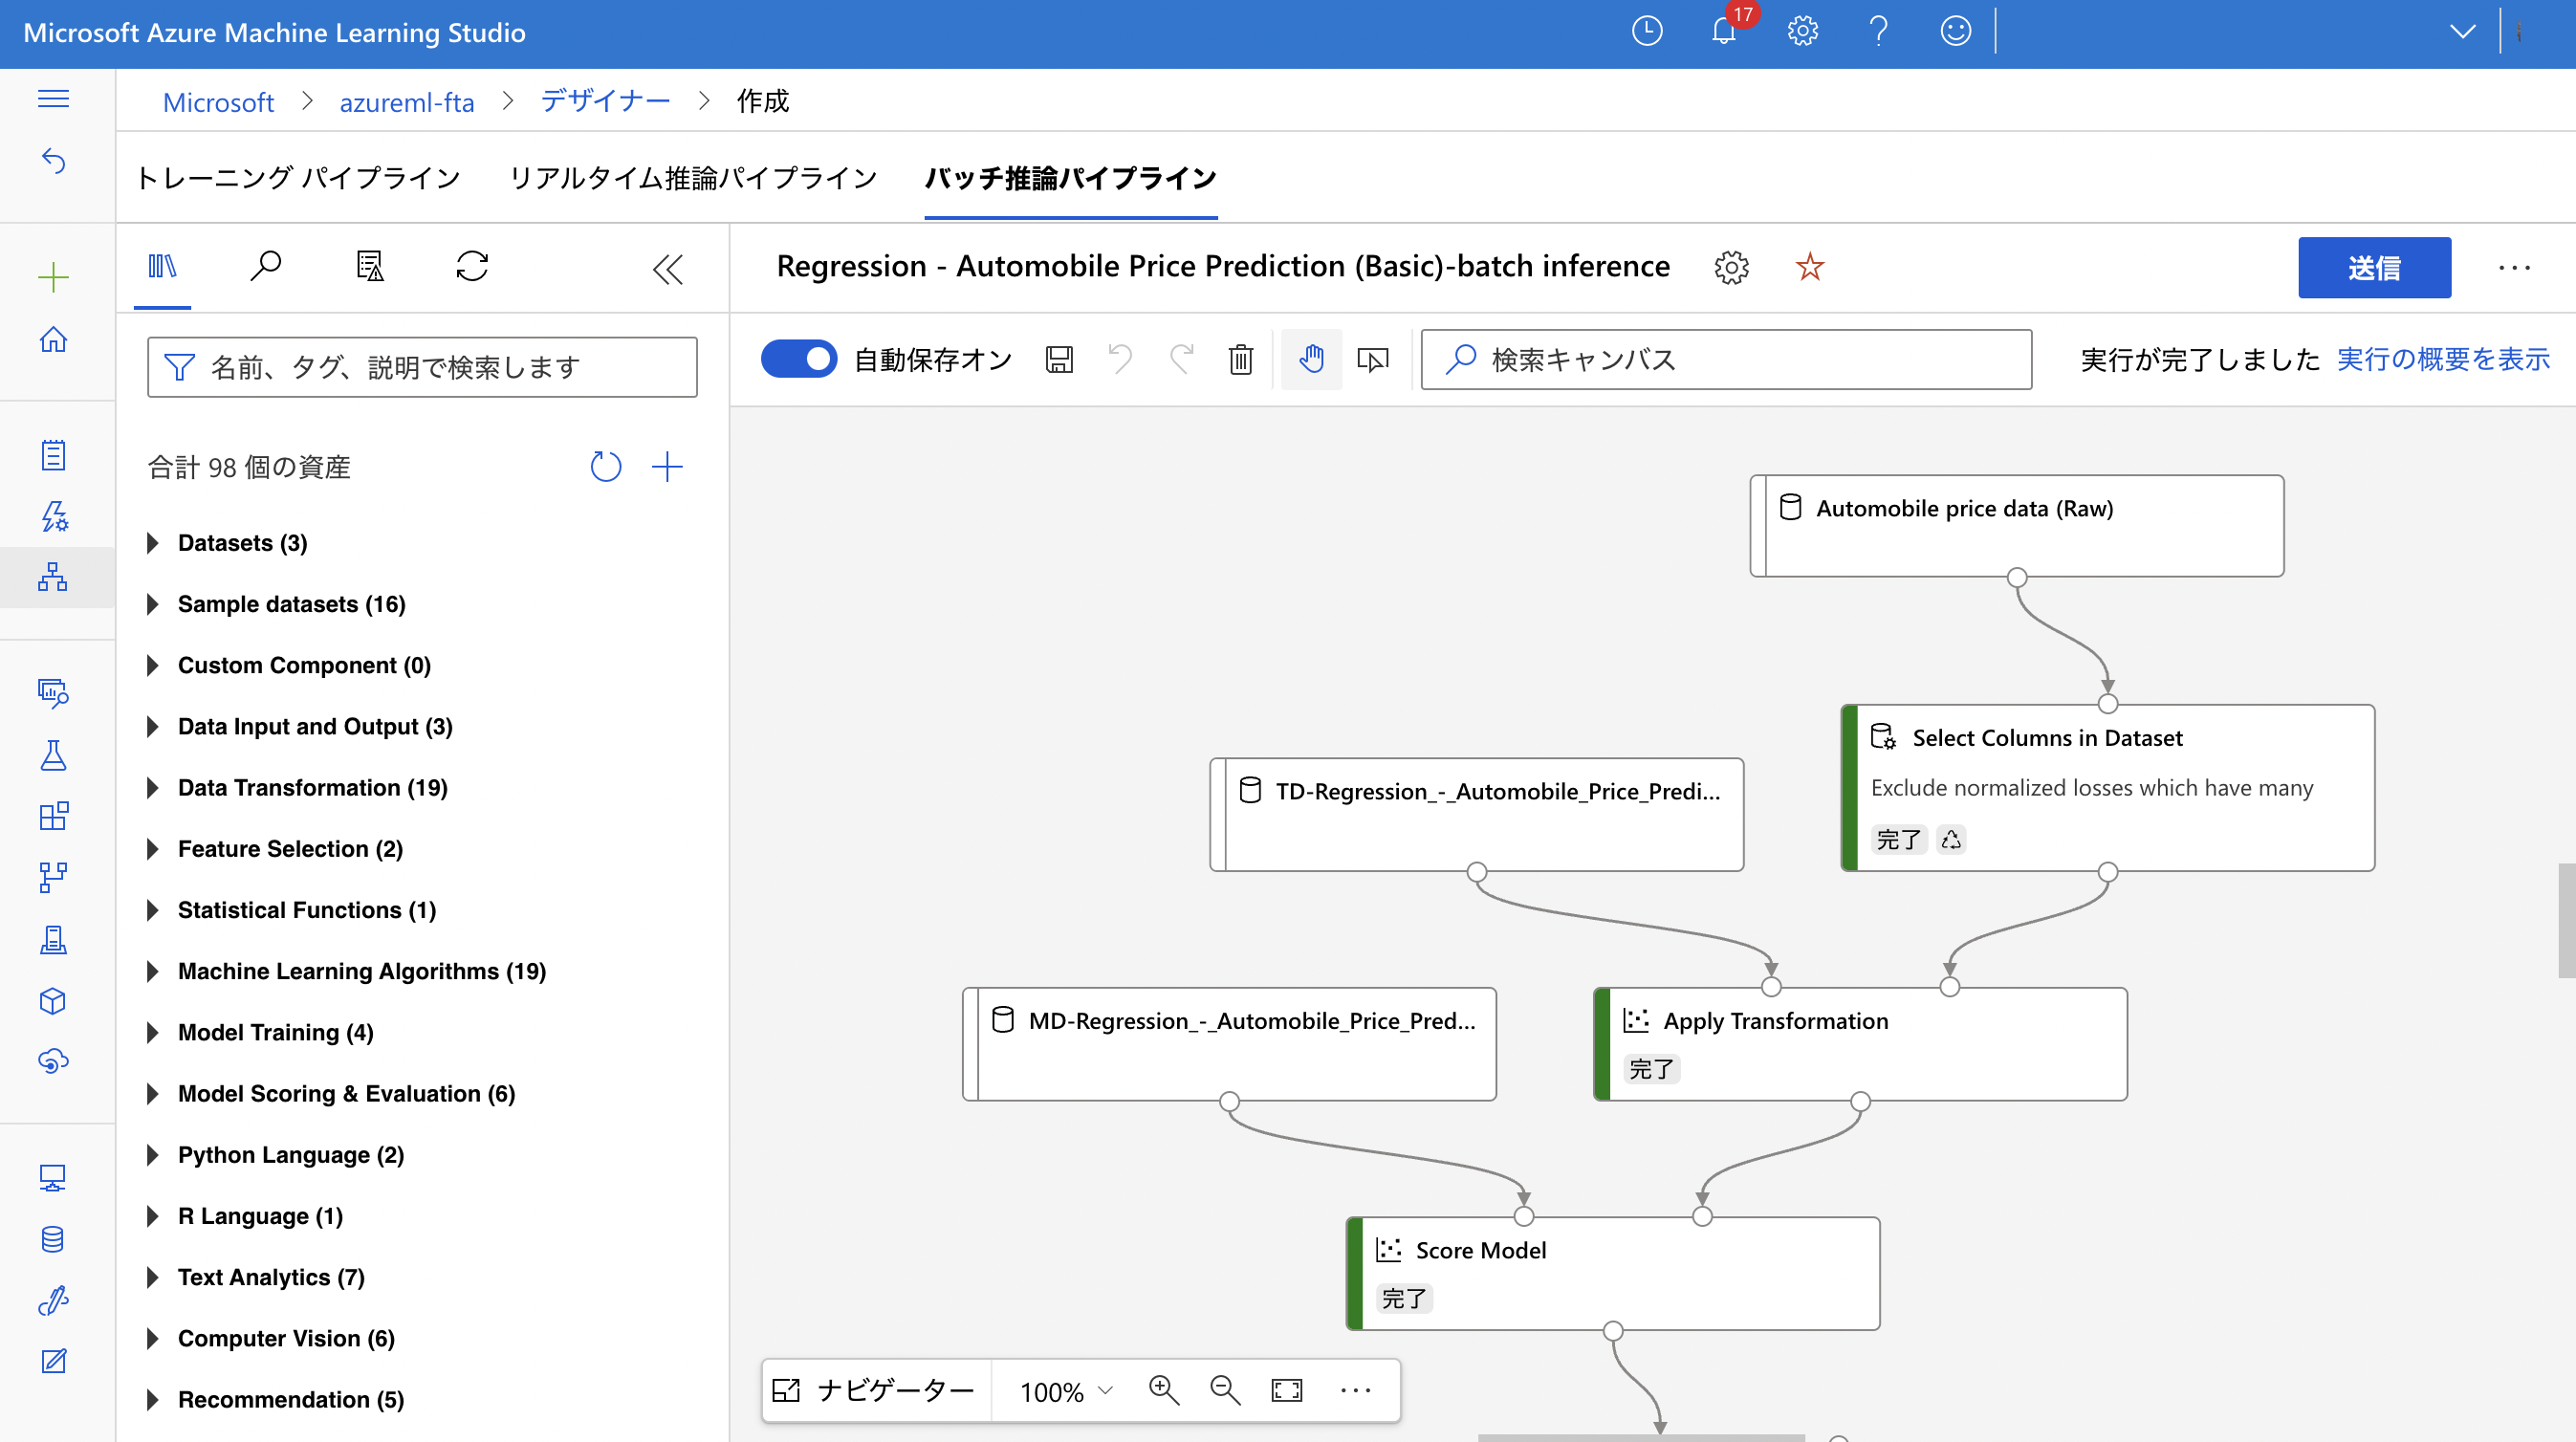 Microsoft Azure Machine Learning Studio
17
Microsoft > azureml-fta > デザイナー > 作成
トレーニング パイプライン
リアルタイム推論パイプライン
バッチ推論パイプライン
Regression - Automobile Price Prediction (Basic)-batch inference
送信
名前、タグ、説明で検索します
自動保存オン
検索キャンバス
実行が完了しました 実行の概要を表示
合計 98 個の資産
Datasets (3)
Sample datasets (16)
Custom Component (0)
Data Input and Output (3)
Data Transformation (19)
Feature Selection (2)
Statistical Functions (1)
Machine Learning Algorithms (19)
Model Training (4)
Model Scoring & Evaluation (6)
Python Language (2)
R Language (1)
Text Analytics (7)
Computer Vision (6)
Recommendation (5)
Automobile price data (Raw)
Select Columns in Dataset
Exclude normalized losses which have many
完了
TD-Regression_-_Automobile_Price_Predi...
MD-Regression_-_Automobile_Price_Pred...
Apply Transformation
完了
Score Model
完了
ナビゲーター
100%